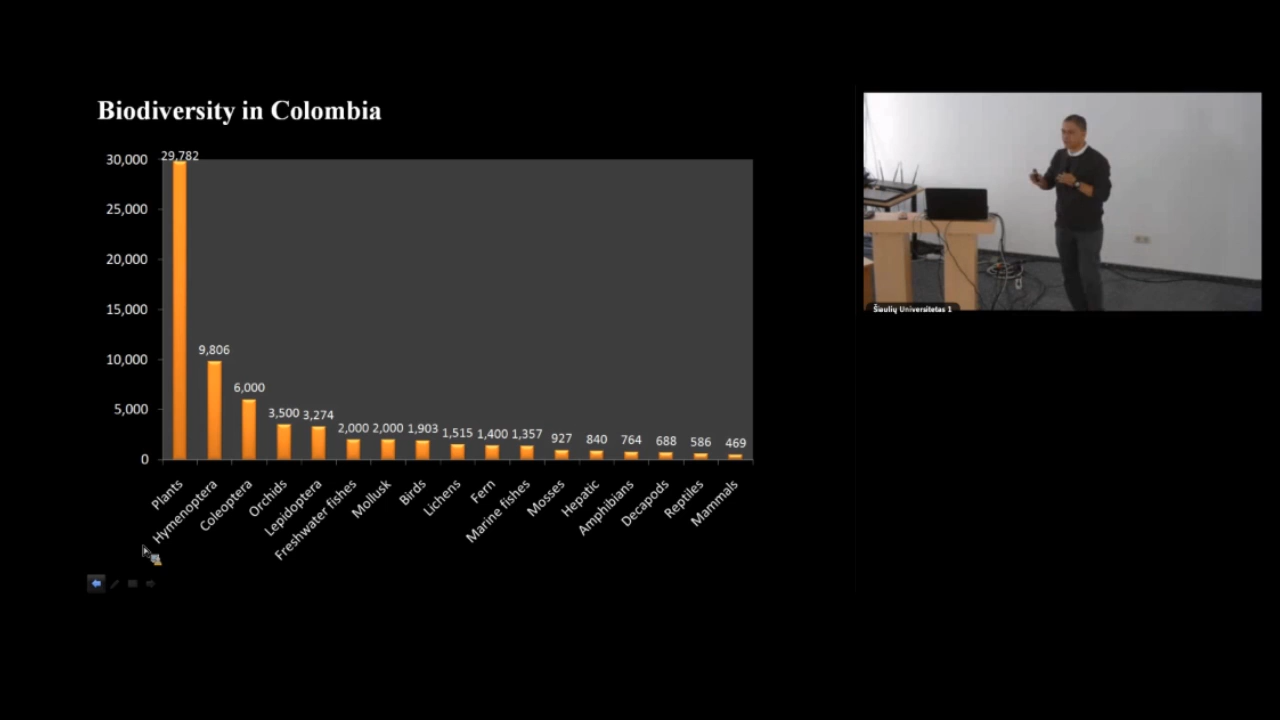 Biodiversity in Colombia
30,000
25,000
20,000
15,000
10,000
5,000
0
29,782
9,806
6,000
3,500
3,274
2,000
2,000
1,903
1,515
1,400
1,357
927
840
764
688
586
469
Plants
Hymenoptera
Coleoptera
Orchids
Lepidoptera
Freshwater fishes
Mollusk
Birds
Lichens
Fern
Marine fishes
Mosses
Hepatic
Amphibians
Decapods
Reptiles
Mammals
Šiaulių Universitetas 1